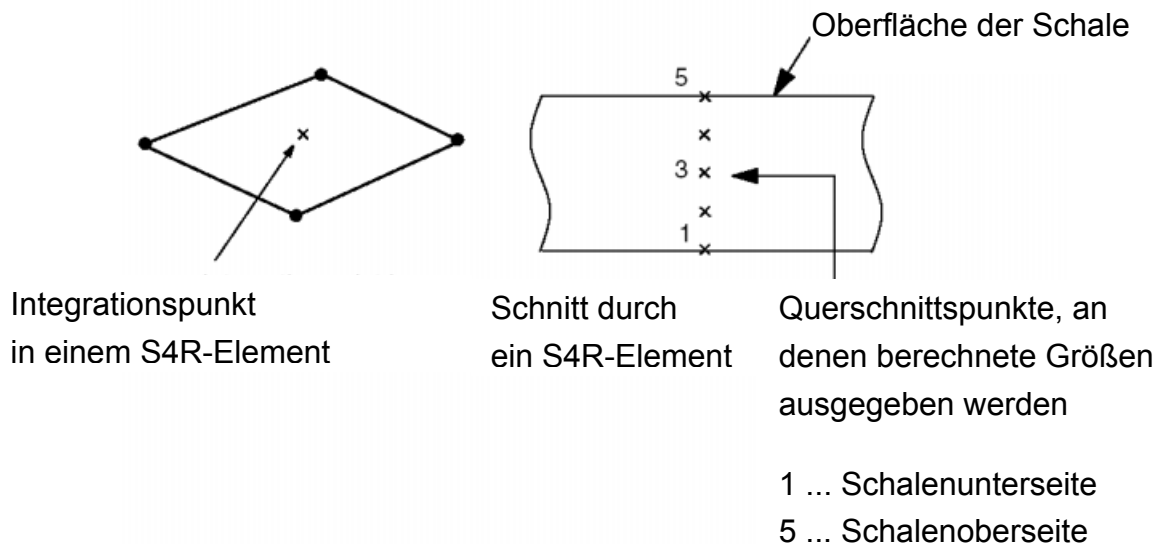 Oberfläche der Schale
5
3
1
Integrationspunkt
in einem S4R-Element
Schnitt durch
ein S4R-Element
Querschnittspunkte, an
denen berechnete Größen
ausgegeben werden
1 ... Schalenunterseite
5 ... Schalenoberseite